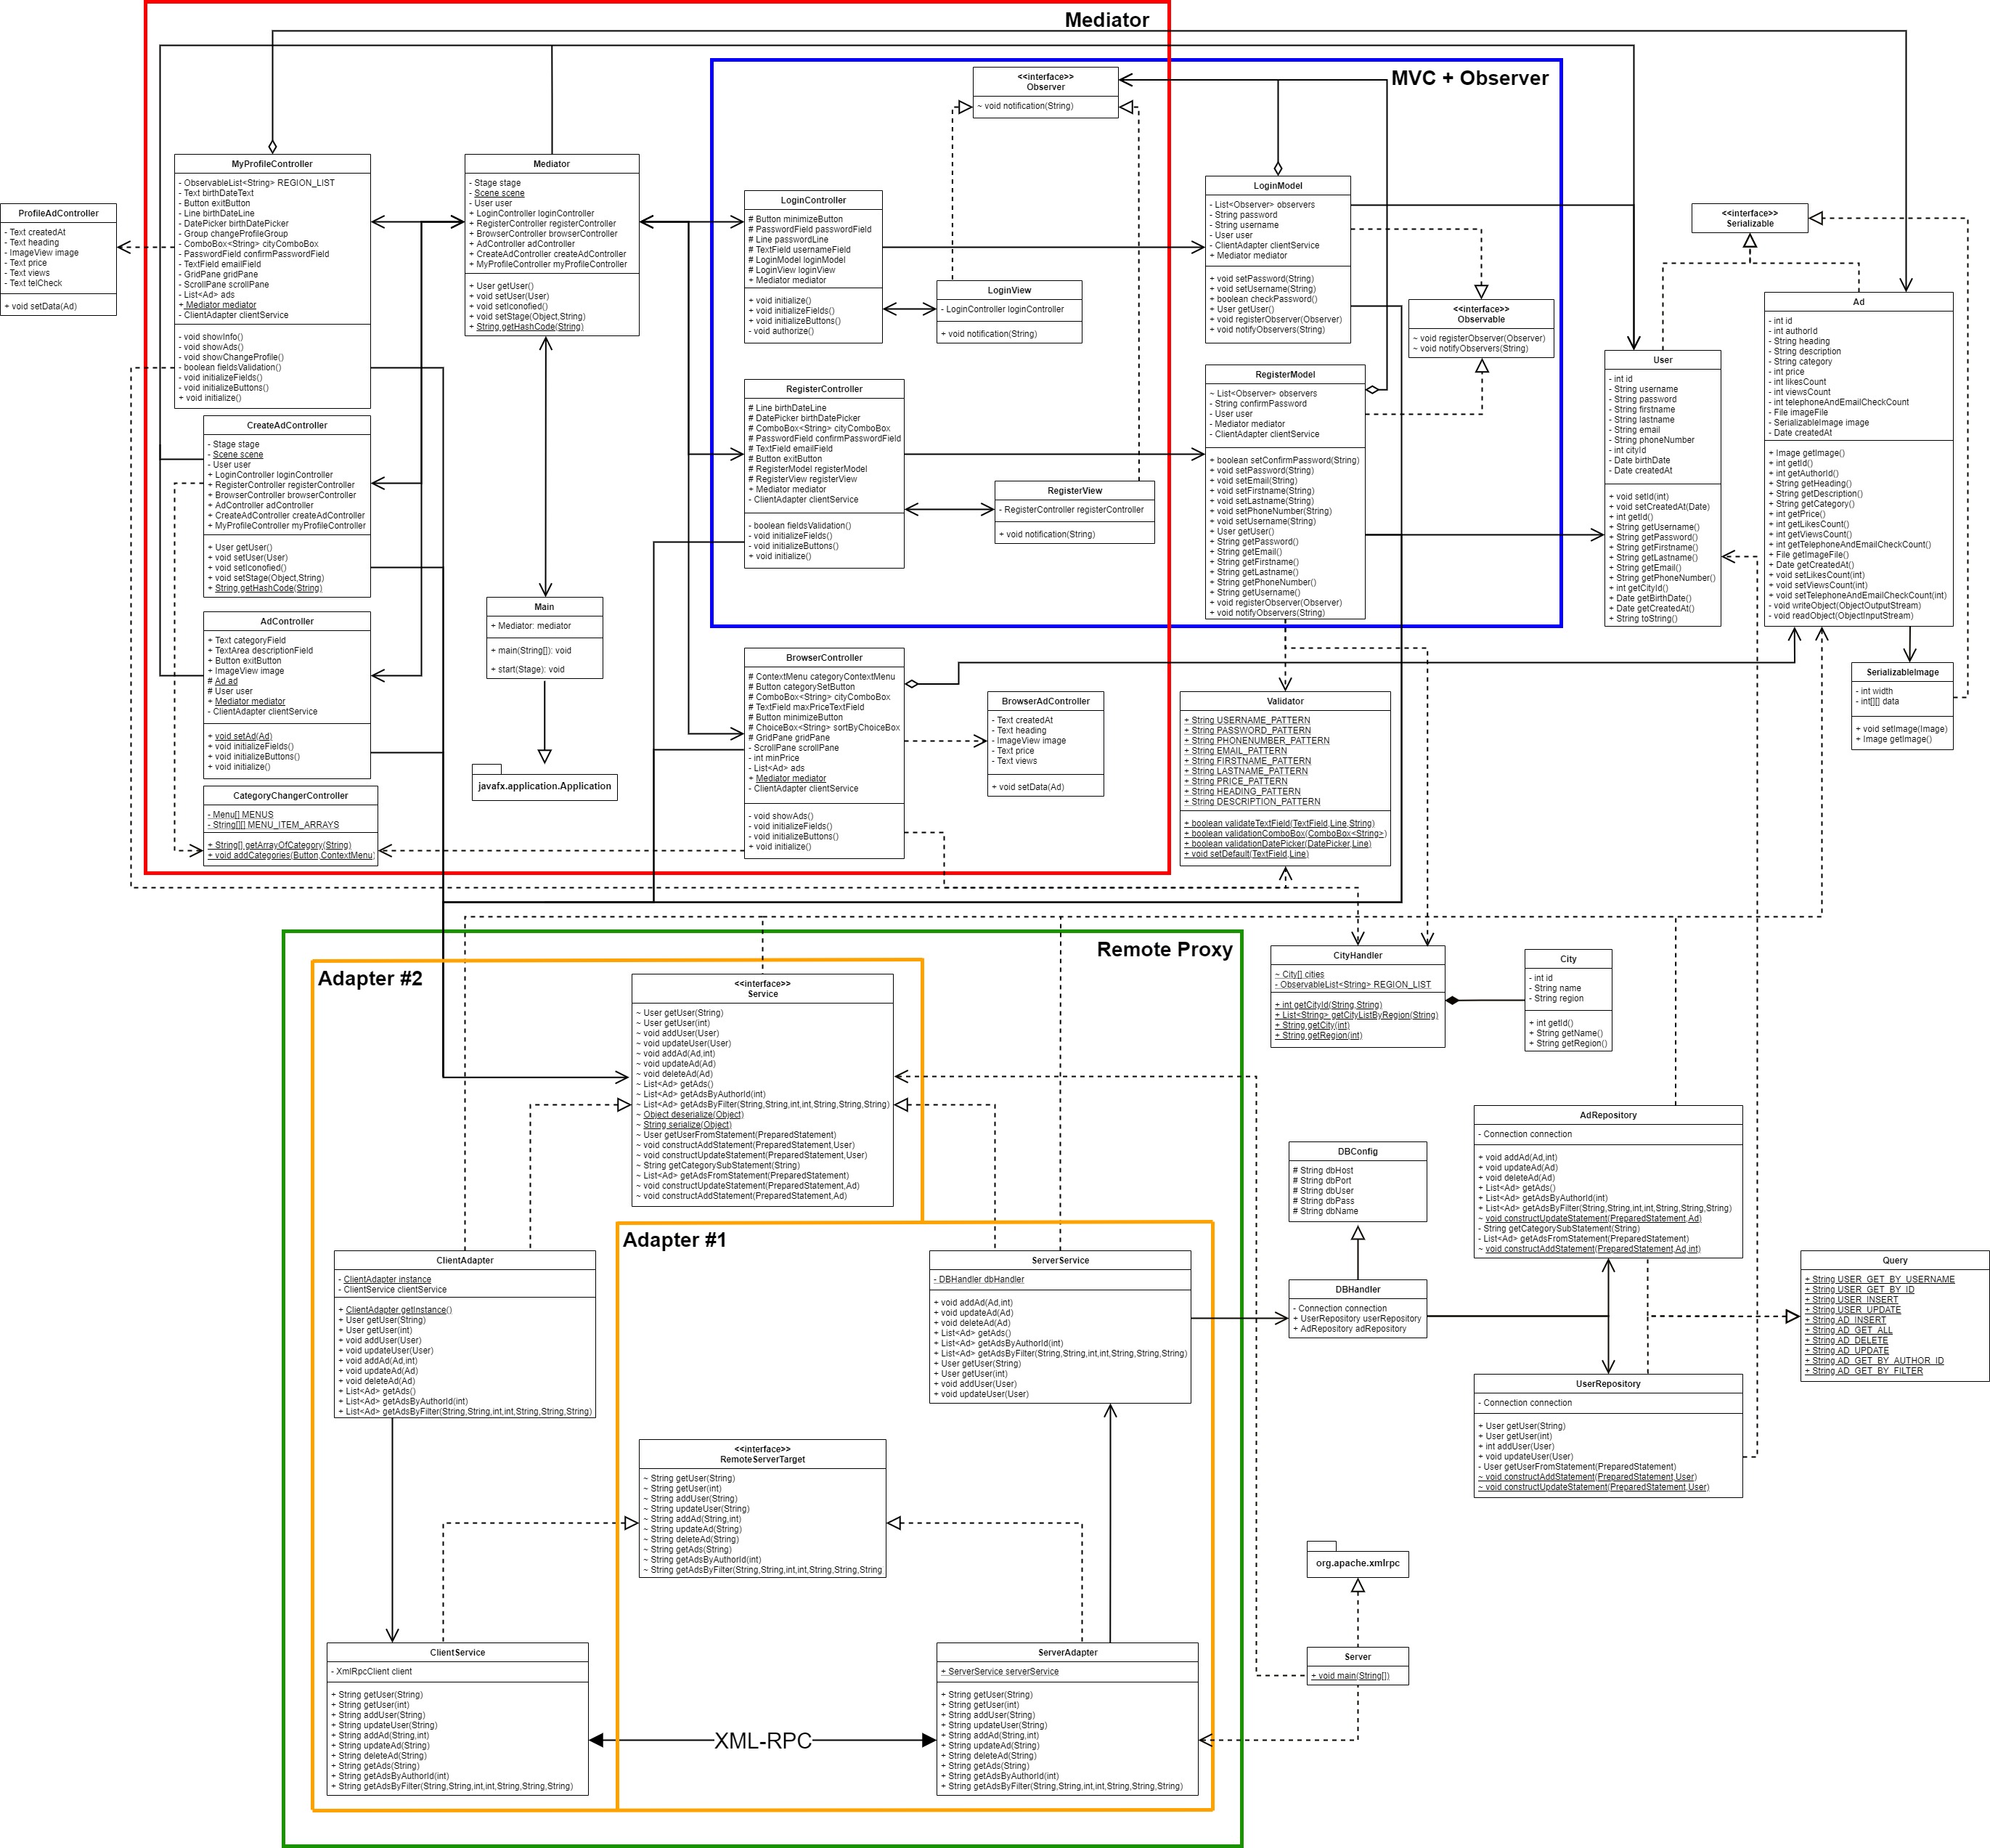 Mediator
MVC + Observer
<<interface>>
Observer
~ void notification(String)
MyProfileController
- ObservableList<String> REGION_LIST
- Text birthDateText
- Button exitButton
- Line birthDateLine
- DatePicker birthDatePicker
- Group changeProfileGroup
- ComboBox<String> cityComboBox
- PasswordField confirmPasswordField
- TextField emailField
- GridPane gridPane
- ScrollPane scrollPane
- List<Ad> ads
+ Mediator mediator
- ClientAdapter clientService
- void showInfo()
- void showAds()
- void showChangeProfile()
- boolean fieldsValidation()
- void initializeFields()
- void initializeButtons()
+ void initialize()
Mediator
- Stage stage
- Scene scene
- User user
+ LoginController loginController
+ RegisterController registerController
+ BrowserController browserController
+ AdController adController
+ CreateAdController createAdController
+ MyProfileController myProfileController
+ User getUser()
+ void setUser(User)
+ void setIconofied()
+ void setStage(Object,String)
+ String getHashCode(String)
ProfileAdController
- Text createdAt
- Text heading
- ImageView image
- Text price
- Text views
- Text telCheck
+ void setData(Ad)
LoginController
# Button minimizeButton
# PasswordField passwordField
# Line passwordLine
# TextField usernameField
# LoginModel loginModel
# LoginView loginView
+ Mediator mediator
+ void initialize()
+ void initializeFields()
+ void initializeButtons()
- void authorize()
LoginView
- LoginController loginController
+ void notification(String)
LoginModel
- List<Observer> observers
- String password
- String username
- User user
- ClientAdapter clientService
+ Mediator mediator
+ void setPassword(String)
+ void setUsername(String)
+ boolean checkPassword()
+ User getUser()
+ void registerObserver(Observer)
+ void notifyObservers(String)
<<interface>>
Observable
~ void registerObserver(Observer)
~ void notifyObservers(String)
<<interface>>
Serializable
User
- int id
- String username
- String password
- String firstname
- String lastname
- String email
- String phoneNumber
- int cityId
- Date birthDate
- Date createdAt
+ void setId(int)
+ void setCreatedAt(Date)
+ int getId()
+ String getUsername()
+ String getPassword()
+ String getFirstname()
+ String getLastname()
+ String getEmail()
+ String getPhoneNumber()
+ int getCityId()
+ Date getBirthDate()
+ Date getCreatedAt()
+ String toString()
Ad
- int id
- int authorId
- String heading
- String description
- String category
- int price
- int likesCount
- int viewsCount
- int telephoneAndEmailCheckCount
- File imageFile
- SerializableImage image
- Date createdAt
+ Image getImage()
+ int getId()
+ int getAuthorId()
+ String getHeading()
+ String getDescription()
+ String getCategory()
+ int getPrice()
+ int getLikesCount()
+ int getViewsCount()
+ int getTelephoneAndEmailCheckCount()
+ File getImageFile()
+ Date getCreatedAt()
+ void setLikesCount(int)
+ void setViewsCount(int)
+ void setTelephoneAndEmailCheckCount(int)
- void writeObject(ObjectOutputStream)
- void readObject(ObjectInputStream)
SerializableImage
- int width
- int[][] data
+ void setImage(Image)
+ Image getImage()
CreateAdController
- Stage stage
- Scene scene
- User user
+ LoginController loginController
+ RegisterController registerController
+ BrowserController browserController
+ AdController adController
+ CreateAdController createAdController
+ MyProfileController myProfileController
+ User getUser()
+ void setUser(User)
+ void setIconofied()
+ void setStage(Object,String)
+ String getHashCode(String)
RegisterController
# Line birthDateLine
# DatePicker birthDatePicker
# ComboBox<String> cityComboBox
# PasswordField confirmPasswordField
# TextField emailField
# Button exitButton
# RegisterModel registerModel
# RegisterView registerView
+ Mediator mediator
- ClientAdapter clientService
- boolean fieldsValidation()
- void initializeFields()
- void initializeButtons()
+ void initialize()
RegisterView
- RegisterController registerController
+ void notification(String)
RegisterModel
~ List<Observer> observers
- String confirmPassword
- User user
- Mediator mediator
- ClientAdapter clientService
+ boolean setConfirmPassword(String)
+ void setPassword(String)
+ void setEmail(String)
+ void setFirstname(String)
+ void setLastname(String)
+ void setPhoneNumber(String)
+ void setUsername(String)
+ User getUser()
+ String getPassword()
+ String getEmail()
+ String getFirstname()
+ String getLastname()
+ String getPhoneNumber()
+ String getUsername()
+ void registerObserver(Observer)
+ void notifyObservers(String)
Main
+ Mediator: mediator
+ main(String[]): void
+ start(Stage): void
javafx.application.Application
AdController
+ Text categoryField
+ TextArea descriptionField
+ Button exitButton
+ ImageView image
# Ad ad
# User user
+ Mediator mediator
- ClientAdapter clientService
+ void setAd(Ad)
+ void initializeFields()
+ void initializeButtons()
+ void initialize()
CategoryChangerController
- Menu[] MENUS
- String[][] MENU_ITEM_ARRAYS
+ String[] getArrayOfCategory(String)
+ void addCategories(Button,ContextMenu)
BrowserController
# ContextMenu categoryContextMenu
# Button categorySetButton
# ComboBox<String> cityComboBox
# TextField maxPriceTextField
# Button minimizeButton
# ChoiceBox<String> sortByChoiceBox
# GridPane gridPane
- ScrollPane scrollPane
- int minPrice
- List<Ad> ads
+ Mediator mediator
- ClientAdapter clientService
- void showAds()
- void initializeFields()
- void initializeButtons()
+ void initialize()
BrowserAdController
- Text createdAt
- Text heading
- ImageView image
- Text price
- Text views
+ void setData(Ad)
Validator
+ String USERNAME_PATTERN
+ String PASSWORD_PATTERN
+ String PHONENUMBER_PATTERN
+ String EMAIL_PATTERN
+ String FIRSTNAME_PATTERN
+ String LASTNAME_PATTERN
+ String PRICE_PATTERN
+ String HEADING_PATTERN
+ String DESCRIPTION_PATTERN
+ boolean validateTextField(TextField,Line,String)
+ boolean validationComboBox(ComboBox<String>)
+ boolean validationDatePicker(DatePicker,Line)
+ void setDefault(TextField,Line)
Remote Proxy
Adapter #2
<<interface>>
Service
~ User getUser(String)
~ User getUser(int)
~ void addUser(User)
~ void updateUser(User)
~ void addAd(Ad,int)
~ void updateAd(Ad)
~ void deleteAd(Ad)
~ List<Ad> getAds()
~ List<Ad> getAdsByAuthorId(int)
~ List<Ad> getAdsByFilter(String,String,int,int,String,String,String)
~ Object deserialize(Object)
~ String serialize(Object)
~ User getUserFromStatement(PreparedStatement)
~ void constructAddStatement(PreparedStatement,User)
~ void constructUpdateStatement(PreparedStatement,User)
~ String getCategorySubStatement(String)
~ List<Ad> getAdsFromStatement(PreparedStatement)
~ void constructUpdateStatement(PreparedStatement,Ad)
~ void constructAddStatement(PreparedStatement,Ad)
CityHandler
~ City[] cities
- ObservableList<String> REGION_LIST
+ int getCityId(String,String)
+ List<String> getCityListByRegion(String)
+ String getCity(int)
+ String getRegion(int)
City
- int id
- String name
- String region
+ int getId()
+ String getName()
+ String getRegion()
AdRepository
- Connection connection
+ void addAd(Ad,int)
+ void updateAd(Ad)
+ void deleteAd(Ad)
+ List<Ad> getAds()
+ List<Ad> getAdsByAuthorId(int)
+ List<Ad> getAdsByFilter(String,String,int,int,String,String,String)
~ void constructUpdateStatement(PreparedStatement,Ad)
- String getCategorySubStatement(String)
- List<Ad> getAdsFromStatement(PreparedStatement)
~ void constructAddStatement(PreparedStatement,Ad,int)
DBConfig
# String dbHost
# String dbPort
# String dbUser
# String dbPass
# String dbName
DBHandler
- Connection connection
+ UserRepository userRepository
+ AdRepository adRepository
Query
+ String USER_GET_BY_USERNAME
+ String USER_GET_BY_ID
+ String USER_INSERT
+ String USER_UPDATE
+ String AD_INSERT
+ String AD_GET_ALL
+ String AD_DELETE
+ String AD_UPDATE
+ String AD_GET_BY_AUTHOR_ID
+ String AD_GET_BY_FILTER
UserRepository
- Connection connection
+ User getUser(String)
+ User getUser(int)
+ int addUser(User)
+ void updateUser(User)
- User getUserFromStatement(PreparedStatement)
~ void constructAddStatement(PreparedStatement,User)
~ void constructUpdateStatement(PreparedStatement,User)
Adapter #1
ClientAdapter
- ClientAdapter instance
- ClientService clientService
+ ClientAdapter getInstance()
+ User getUser(String)
+ User getUser(int)
+ void addUser(User)
+ void updateUser(User)
+ void addAd(Ad,int)
+ void updateAd(Ad)
+ void deleteAd(Ad)
+ List<Ad> getAds()
+ List<Ad> getAdsByAuthorId(int)
+ List<Ad> getAdsByFilter(String,String,int,int,String,String,String)
ServerService
- DBHandler dbHandler
+ void addAd(Ad,int)
+ void updateAd(Ad)
+ void deleteAd(Ad)
+ List<Ad> getAds()
+ List<Ad> getAdsByAuthorId(int)
+ List<Ad> getAdsByFilter(String,String,int,int,String,String,String)
+ User getUser(String)
+ User getUser(int)
+ void addUser(User)
+ void updateUser(User)
<<interface>>
RemoteServerTarget
~ String getUser(String)
~ String getUser(int)
~ String addUser(String)
~ String updateUser(String)
~ String addAd(String,int)
~ String updateAd(String)
~ String deleteAd(String)
~ String getAds(String)
~ String getAdsByAuthorId(int)
~ String getAdsByFilter(String,String,int,int,String,String,String
org.apache.xmlrpc
Server
+ void main(String[])
ClientService
- XmlRpcClient client
+ String getUser(String)
+ String getUser(int)
+ String addUser(String)
+ String updateUser(String)
+ String addAd(String,int)
+ String updateAd(String)
+ String deleteAd(String)
+ String getAds(String)
+ String getAdsByAuthorId(int)
+ String getAdsByFilter(String,String,int,int,String,String,String)
XML-RPC
ServerAdapter
+ ServerService serverService
+ String getUser(String)
+ String getUser(int)
+ String addUser(String)
+ String updateUser(String)
+ String addAd(String,int)
+ String updateAd(String)
+ String deleteAd(String)
+ String getAds(String)
+ String getAdsByAuthorId(int)
+ String getAdsByFilter(String,String,int,int,String,String,String)